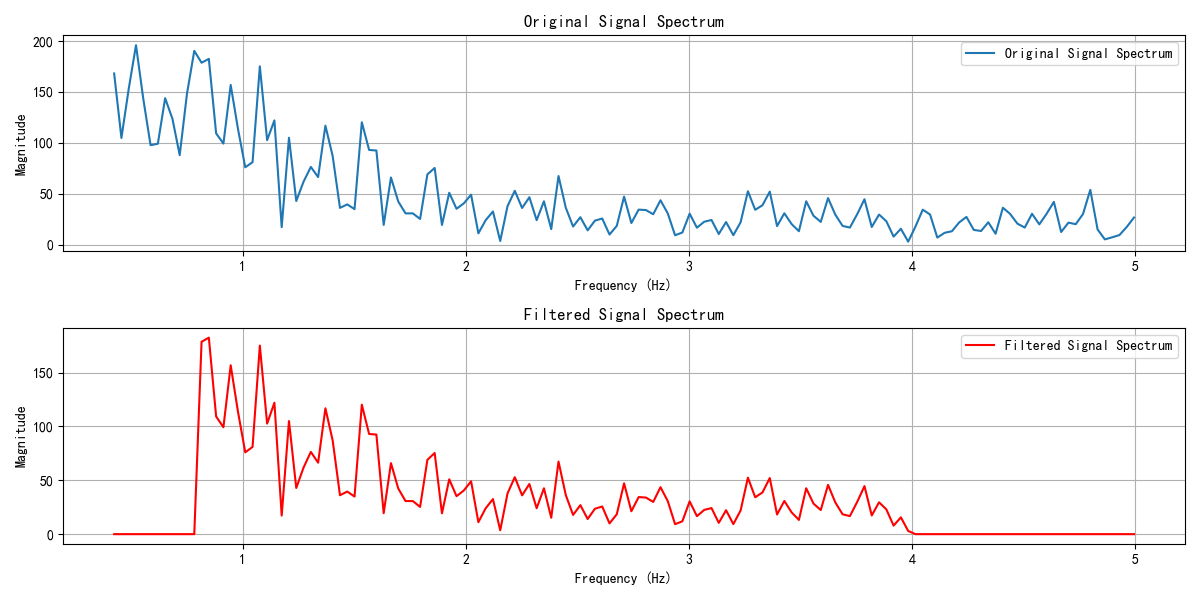 Original Signal Spectrum
200
150
100
50
0
Magnitude
Original Signal Spectrum
1 2 3 4 5
Frequency (Hz)
Filtered Signal Spectrum
150
100
50
0
Magnitude
Filtered Signal Spectrum
1 2 3 4 5
Frequency (Hz)